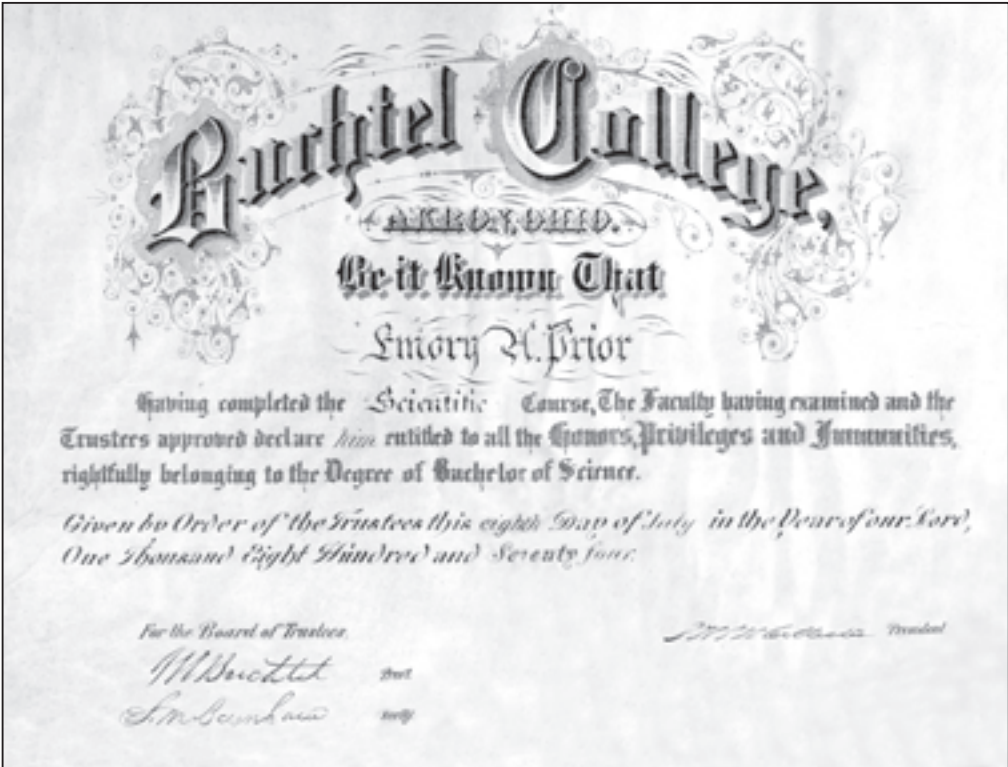 Buchtel College,
AKRON, OHIO.
Be it Known That
Emory A. Prior
Having completed the Scientific Course, The Faculty having examined and the
Trustees approved declare him entitled to all the Honors, Privileges and Immunities,
rightfully belonging to the Degree of Bachelor of Science.
Given by Order of the Trustees this eighth Day of July in the Year of our Lord,
One Thousand Eight Hundred and Seventy four.
For the Board of Trustees.
President
Buchtel Prest.
Secty.